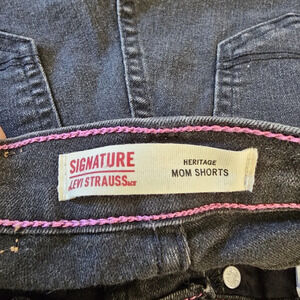 SIGNATURE
LEVI STRAUSS & CO
HERITAGE
MOM SHORTS